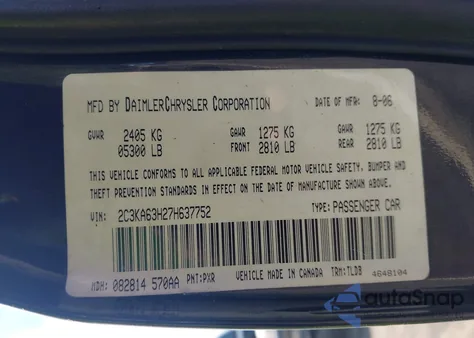 MFD BY DAIMLERCHRYSLER CORPORATION DATE OF MFR: 8-06
GVWR 2405 KG GAWR 1275 KG GAWR 1275 KG
05300 LB FRONT 2810 LB REAR 2810 LB
THIS VEHICLE CONFORMS TO ALL APPLICABLE FEDERAL MOTOR VEHICLE SAFETY, BUMPER AND
THEFT PREVENTION STANDARDS IN EFFECT ON THE DATE OF MANUFACTURE SHOWN ABOVE.
VIN: 2C3KA63H27H637752 TYPE: PASSENGER CAR
MDH: 082814 570AA PNT: PXR VEHICLE MADE IN CANADA TRM: TLDB 4648104
autoSnap